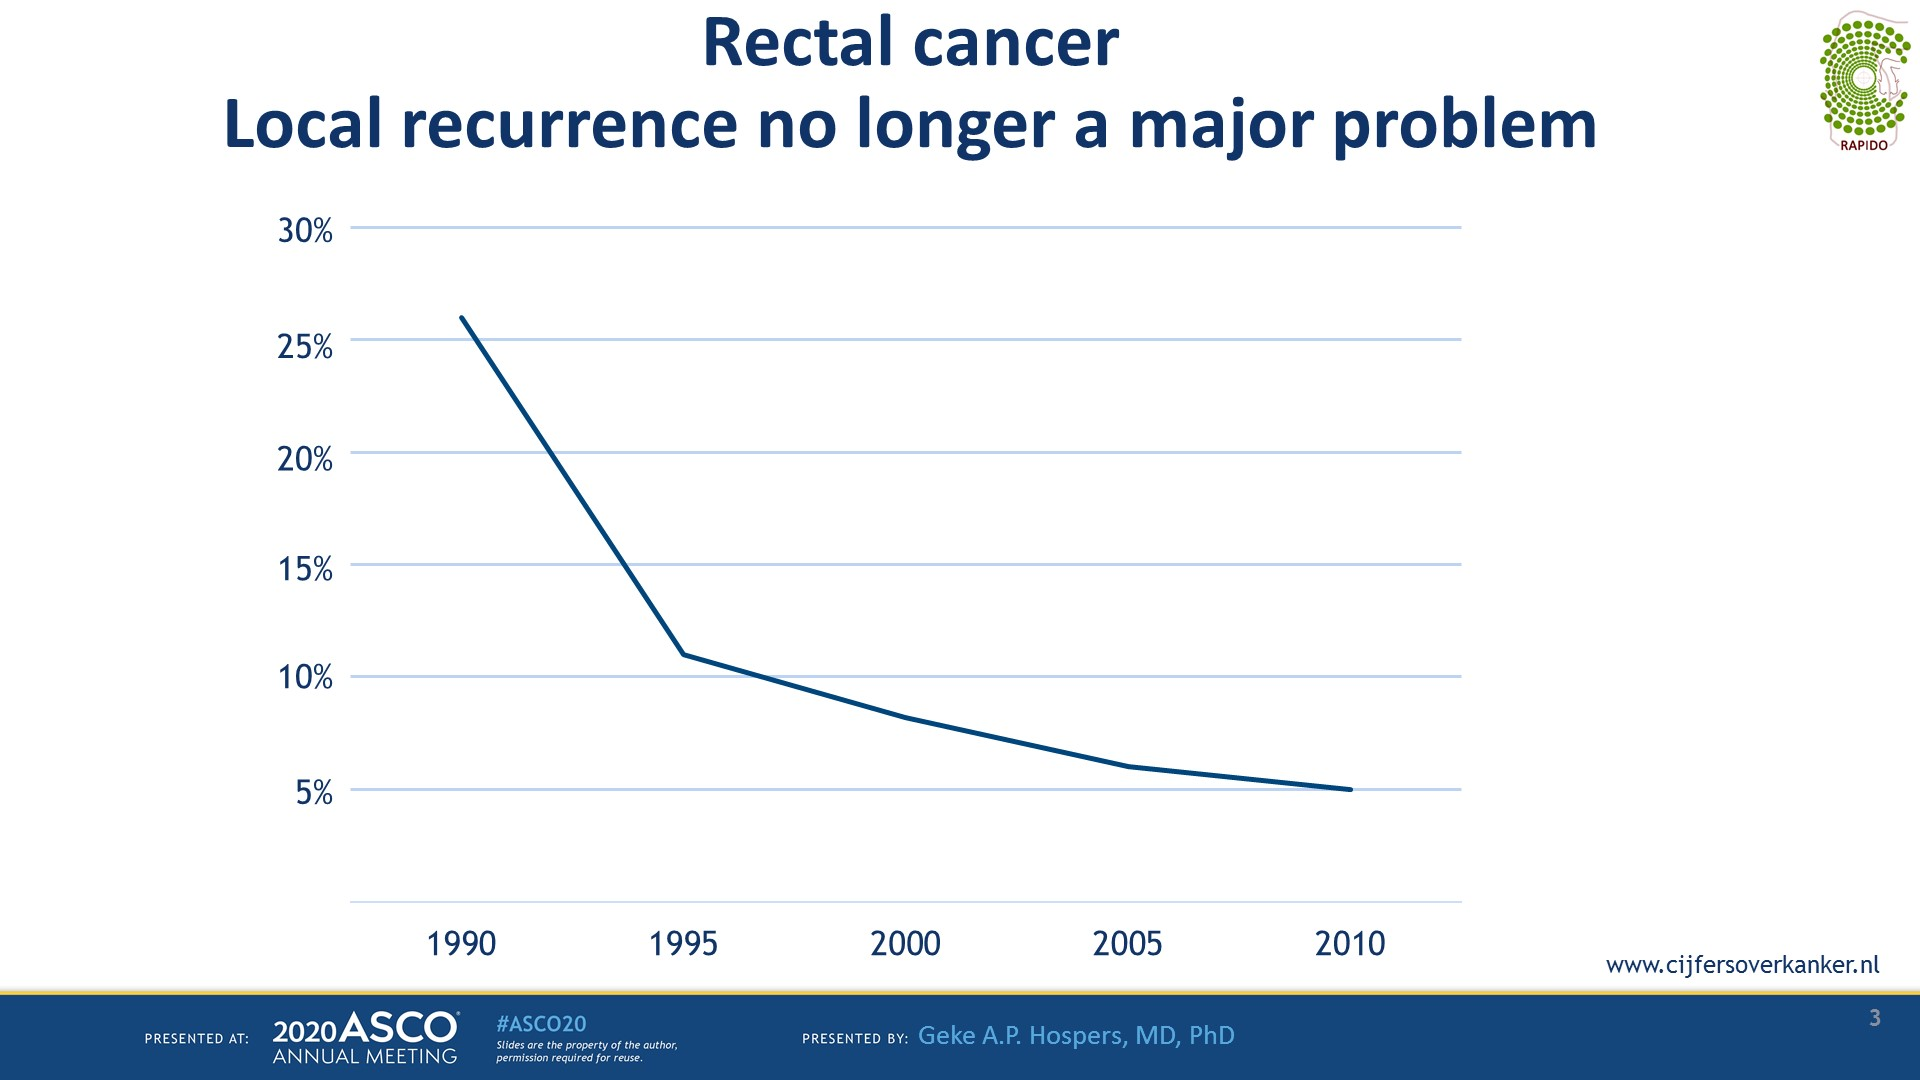 Rectal cancer
Local recurrence no longer a major problem
RAPIDO
30%
25%
20%
15%
10%
5%
1990 1995 2000 2005 2010
www.cijfersoverkanker.nl
PRESENTED AT:
2020 ASCO
ANNUAL MEETING
#ASCO20
Slides are the property of the author,
permission required for reuse.
PRESENTED BY: Geke A.P. Hospers, MD, PhD
3